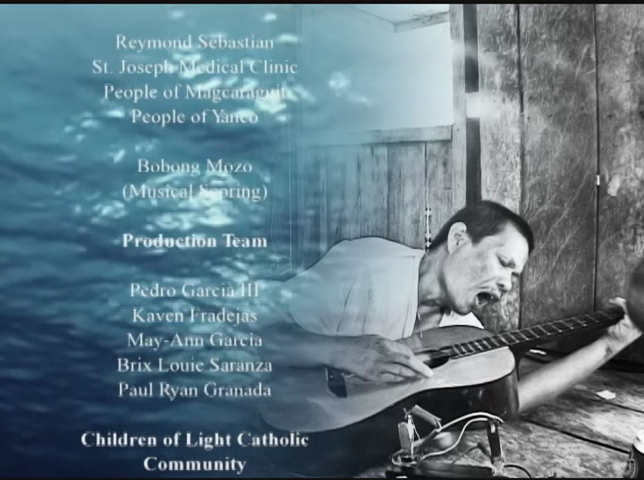 Reymond Sebastian
St. Joseph Medical Clinic
People of Magcaraguit
People of Yanco
Bobong Mozo
(Musical Scoring)
Production Team
Pedro Garcia III
Kaven Fradejas
May-Ann Garcia
Brix Louie Saranza
Paul Ryan Granada
Children of Light Catholic
Community